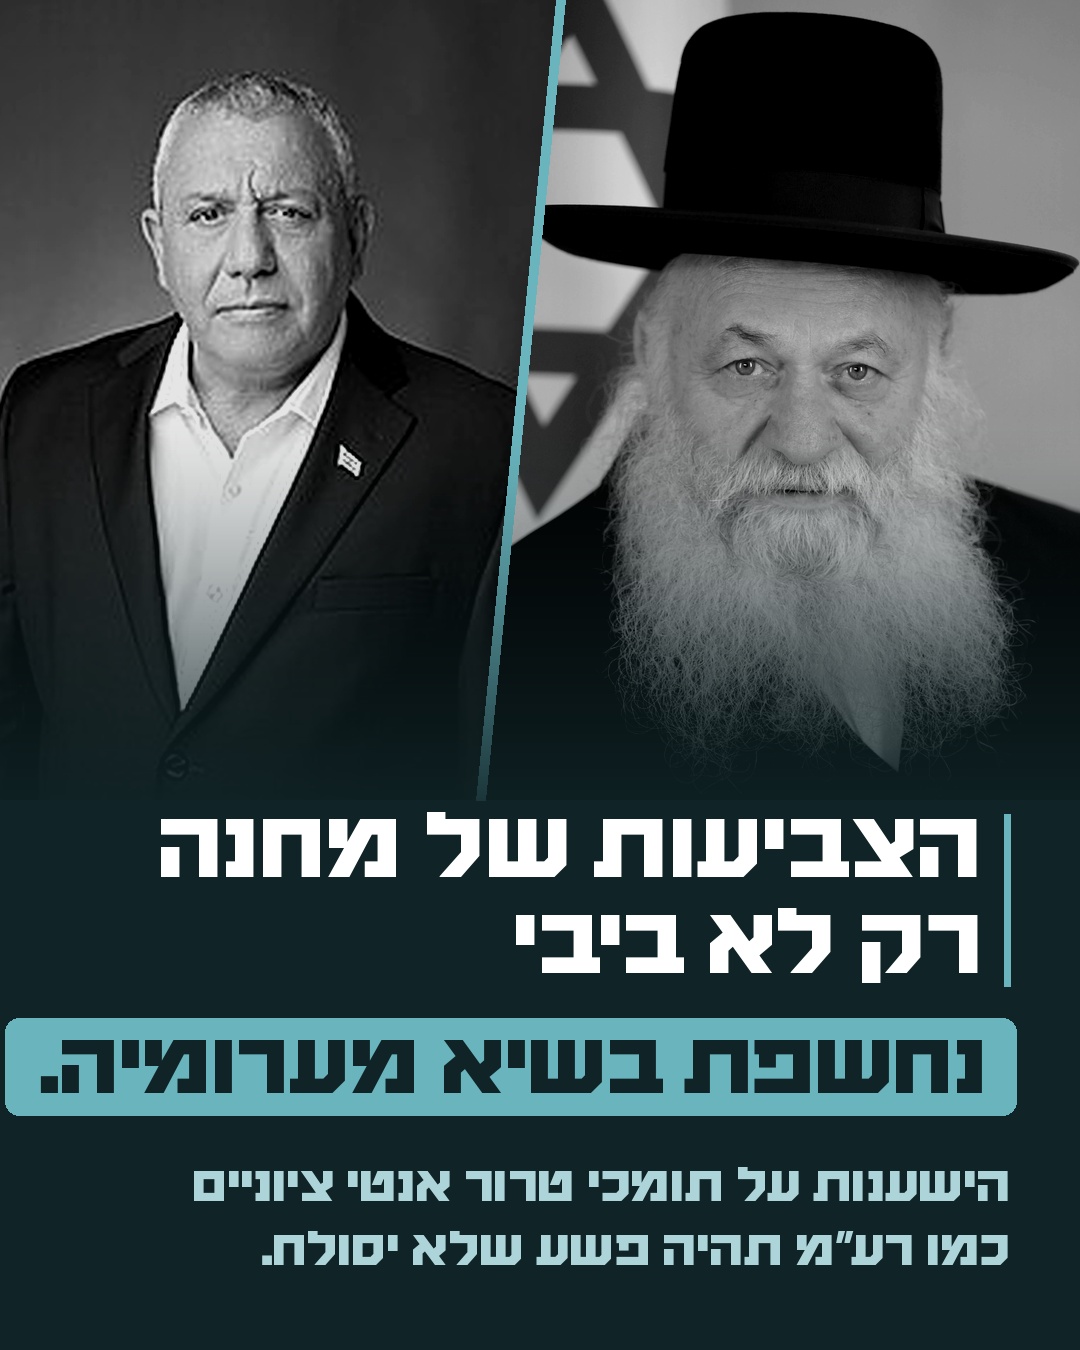 הצביעות של מחנה
רק לא ביבי
נחשפת בשיא מערומיה.
הישענות על תומכי טרור אנטי ציוניים
כמו רע"מ תהיה פשע שלא יסולח.